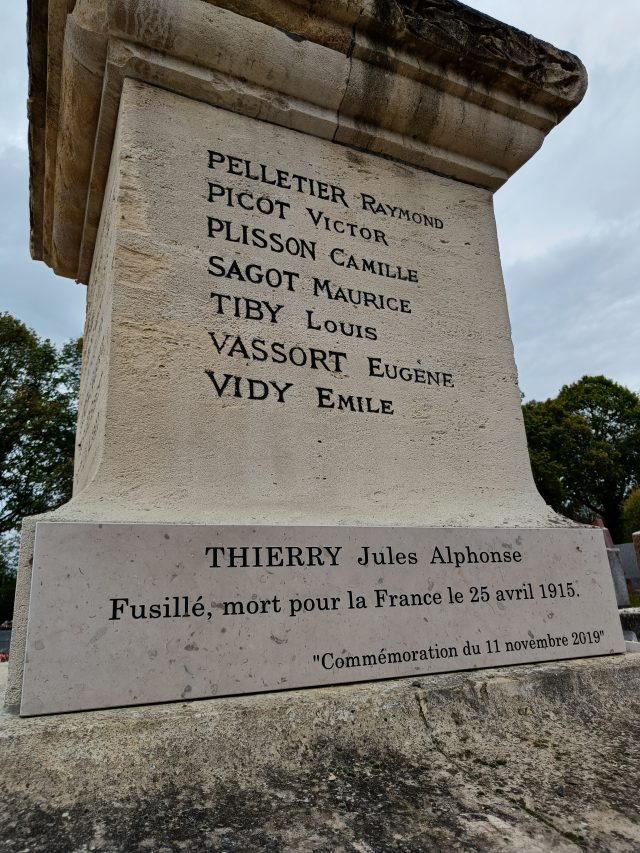 PELLETIER RAYMOND
PICOT VICTOR
PLISSON CAMILLE
SAGOT MAURICE
TIBY LOUIS
VASSORT EUGÈNE
VIDY EMILE
THIERRY Jules Alphonse
Fusillé, mort pour la France le 25 avril 1915.
"Commémoration du 11 novembre 2019"